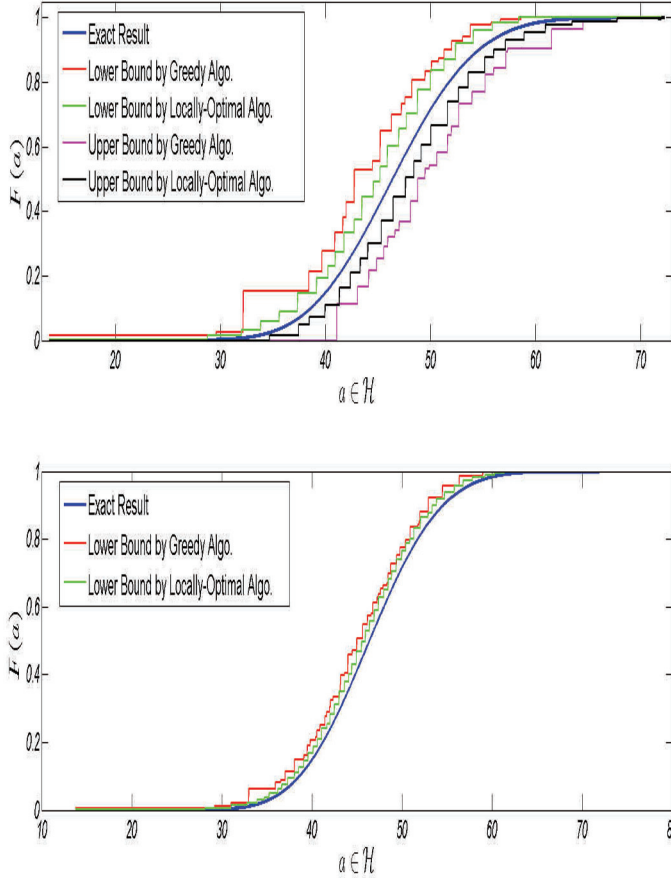 1
0.8
0.6
0.4
0.2
0
F(a)
Exact Result
Lower Bound by Greedy Algo.
Lower Bound by Locally-Optimal Algo.
Upper Bound by Greedy Algo.
Upper Bound by Locally-Optimal Algo.
20 30 40 50 60 70
a ∈ ℋ
1
0.8
0.6
0.4
0.2
0
F(a)
Exact Result
Lower Bound by Greedy Algo.
Lower Bound by Locally-Optimal Algo.
10 20 30 40 50 60 70 8
a ∈ ℋ